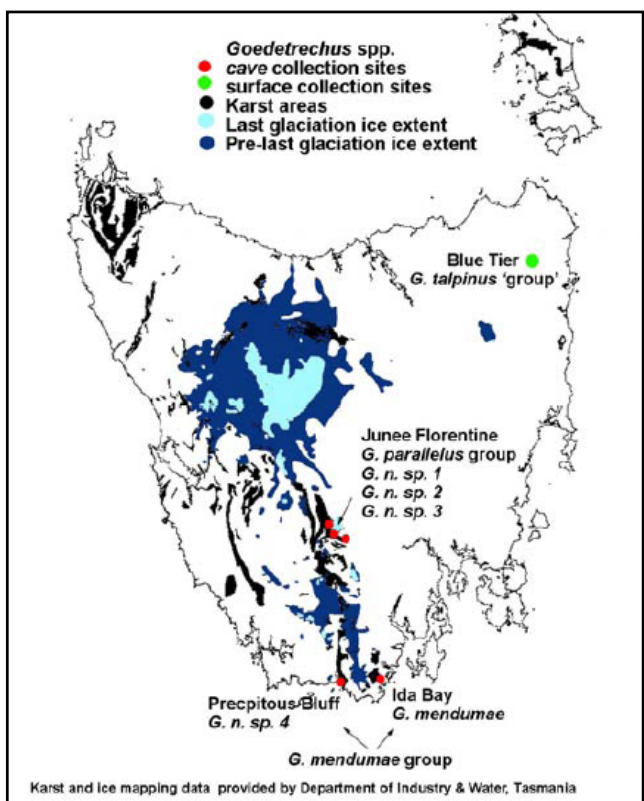 Goedetrechus spp.
cave collection sites
surface collection sites
Karst areas
Last glaciation ice extent
Pre-last glaciation ice extent
Blue Tier
G. talpinus 'group'
Junee Florentine
G. parallelus group
G. n. sp. 1
G. n. sp. 2
G. n. sp. 3
Precpitous Bluff
G. n. sp. 4
Ida Bay
G. mendumae
G. mendumae group
Karst and ice mapping data provided by Department of Industry & Water, Tasmania